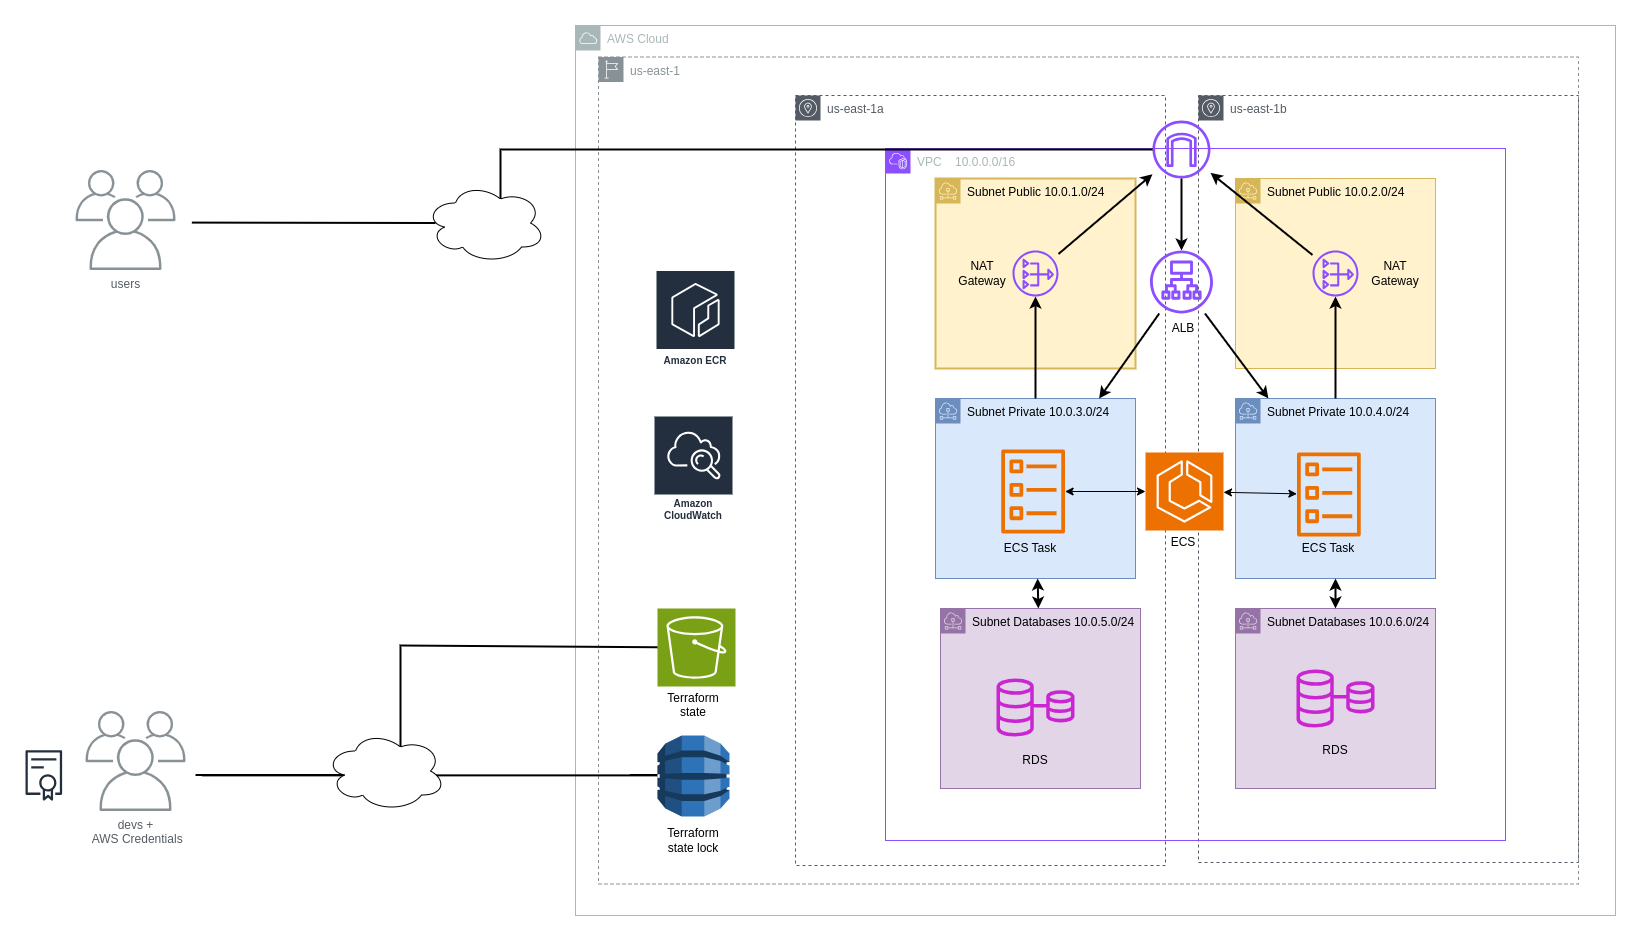 AWS Cloud
us-east-1
us-east-1a
us-east-1b
VPC 10.0.0.0/16
Subnet Public 10.0.1.0/24
Subnet Public 10.0.2.0/24
NAT
Gateway
NAT
Gateway
users
ALB
Amazon ECR
Subnet Private 10.0.3.0/24
Subnet Private 10.0.4.0/24
Amazon
CloudWatch
ECS Task
ECS
ECS Task
Subnet Databases 10.0.5.0/24
Subnet Databases 10.0.6.0/24
Terraform
state
RDS
RDS
devs +
AWS Credentials
Terraform
state lock